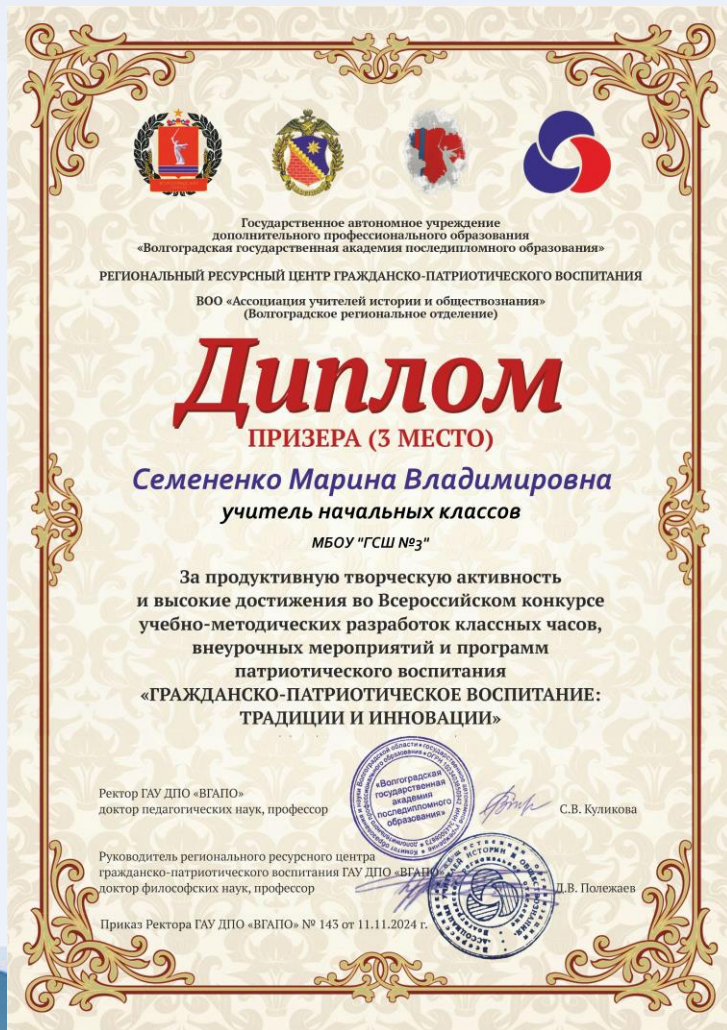 Государственное автономное учреждение
дополнительного профессионального образования
«Волгоградская государственная академия последипломного образования»
РЕГИОНАЛЬНЫЙ РЕСУРСНЫЙ ЦЕНТР ГРАЖДАНСКО-ПАТРИОТИЧЕСКОГО ВОСПИТАНИЯ
ВОО «Ассоциация учителей истории и обществознания»
(Волгоградское региональное отделение)
Диплом
ПРИЗЕРА (3 МЕСТО)
Семененко Марина Владимировна
учитель начальных классов
МБОУ "ГСШ №3"
За продуктивную творческую активность
и высокие достижения во Всероссийском конкурсе
учебно-методических разработок классных часов,
внеурочных мероприятий и программ
патриотического воспитания
«ГРАЖДАНСКО-ПАТРИОТИЧЕСКОЕ ВОСПИТАНИЕ:
ТРАДИЦИИ И ИННОВАЦИИ»
«Волгоградская
государственная
академия
последипломного
образования»
Ректор ГАУ ДПО «ВГАПО»
доктор педагогических наук, профессор
С.В. Куликова
Руководитель регионального ресурсного центра
гражданско-патриотического воспитания ГАУ ДПО «ВГАПО»
доктор философских наук, профессор
Д.В. Полежаев
Приказ Ректора ГАУ ДПО «ВГАПО» № 143 от 11.11.2024 г.